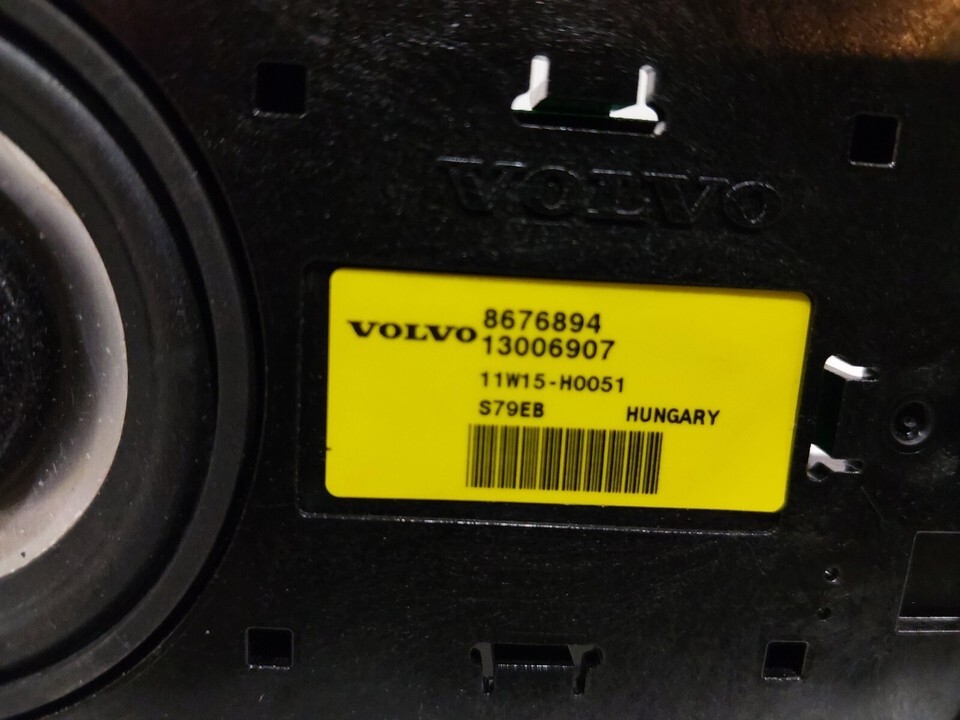 VOLVO
VOLVO 8676894
13006907
11W15-H0051
S79EB HUNGARY